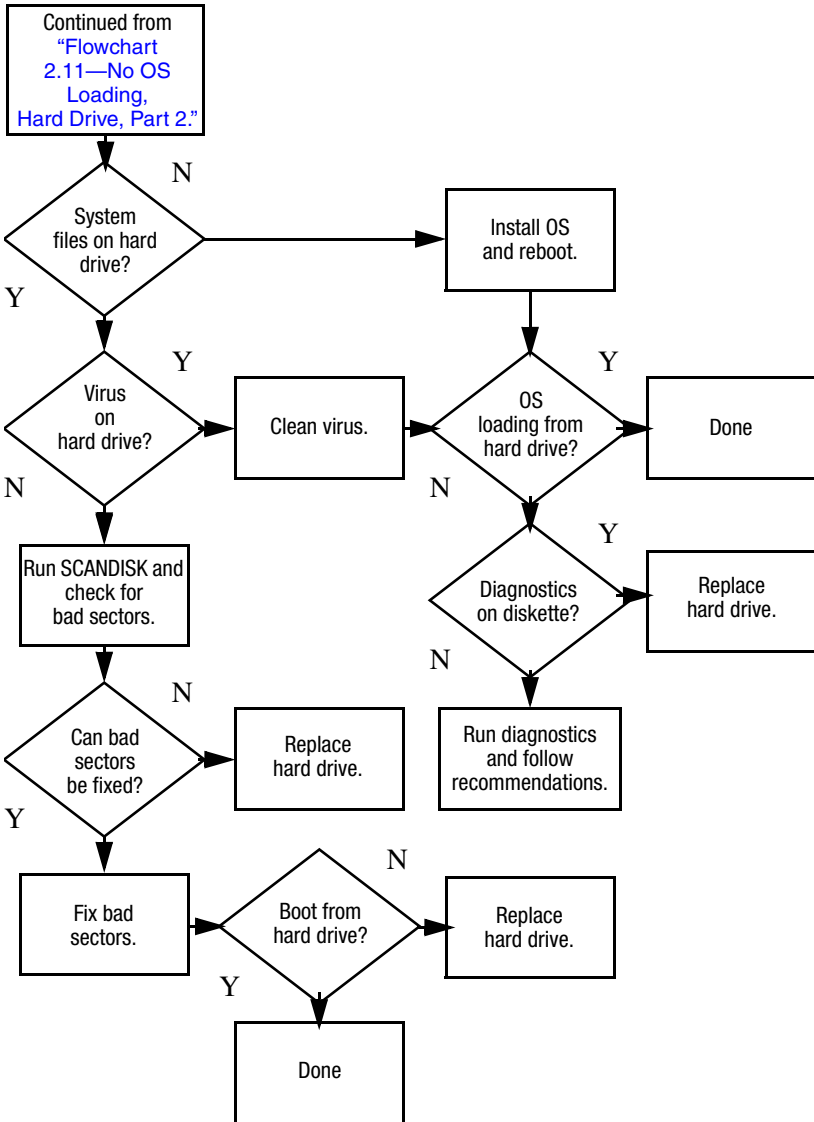 Continued from
“Flowchart
2.11—No OS
Loading,
Hard Drive, Part 2.”
N
System
files on hard
drive?
Install OS
and reboot.
Y
Y
Y
Virus
on
hard drive?
Clean virus.
OS
loading from
hard drive?
Done
N
N
Y
Run SCANDISK and
check for
bad sectors.
Diagnostics
on diskette?
Replace
hard drive.
N
N
Can bad
sectors
be fixed?
Replace
hard drive.
Run diagnostics
and follow
recommendations.
Y
N
Fix bad
sectors.
Boot from
hard drive?
Replace
hard drive.
Y
Done